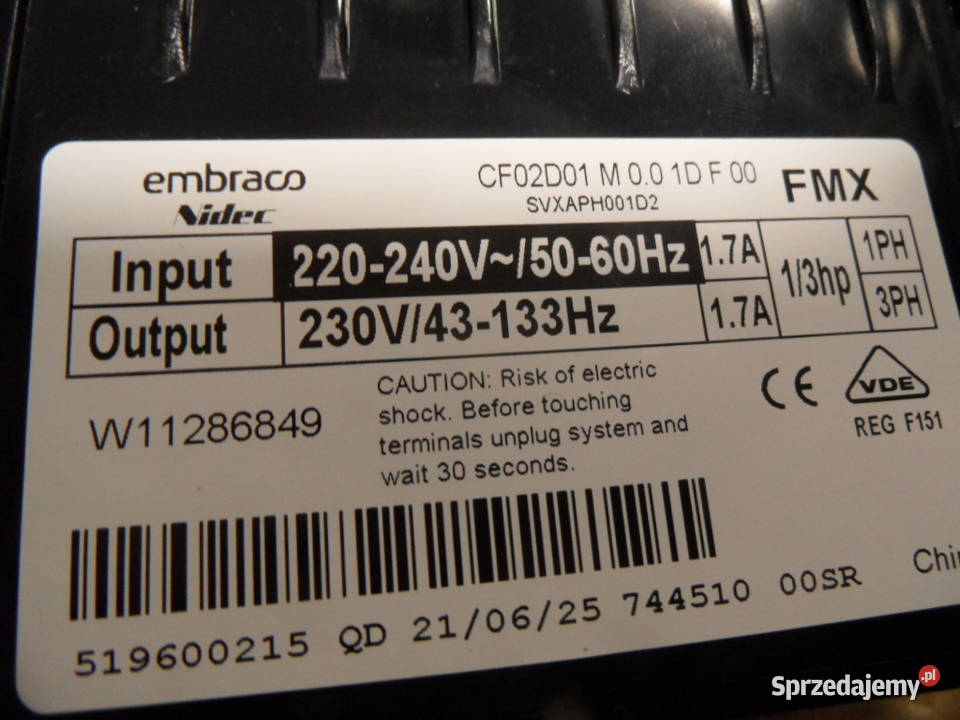 embraco
Nidec
CF02D01 M 0.0 1D F 00
SVXAPH001D2
FMX
Input 220-240V~/50-60Hz 1.7A 1/3hp 1PH
Output 230V/43-133Hz 1.7A 3PH
W11286849
CAUTION: Risk of electric
shock. Before touching
terminals unplug system and
wait 30 seconds.
CE
VDE
REG F151
519600215 QD 21/06/25 744510 00SR
Chi
Sprzedajemy.pl